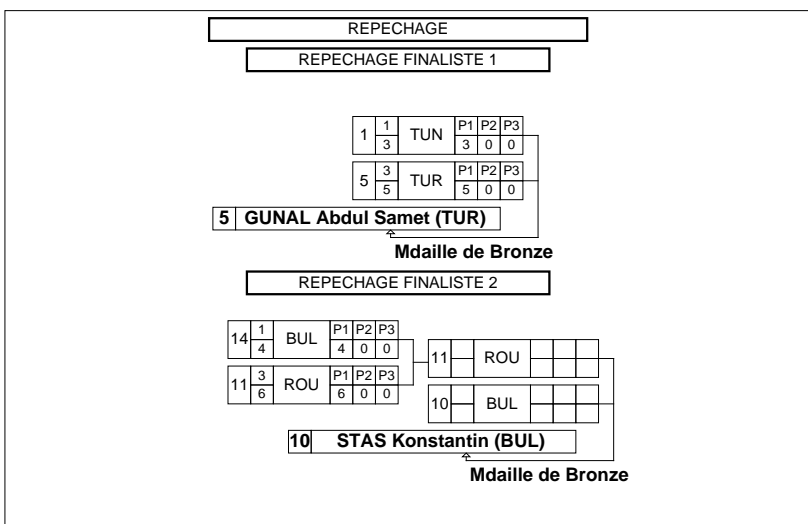 REPECHAGE
REPECHAGE FINALISTE 1
1 1 TUN P1 P2 P3
3 3 0 0
5 3 TUR P1 P2 P3
5 5 0 0
5 GUNAL Abdul Samet (TUR)
Mdaille de Bronze
REPECHAGE FINALISTE 2
14 1 BUL P1 P2 P3
4 4 0 0
11 ROU
11 3 ROU P1 P2 P3
6 6 0 0
10 BUL
10 STAS Konstantin (BUL)
Mdaille de Bronze